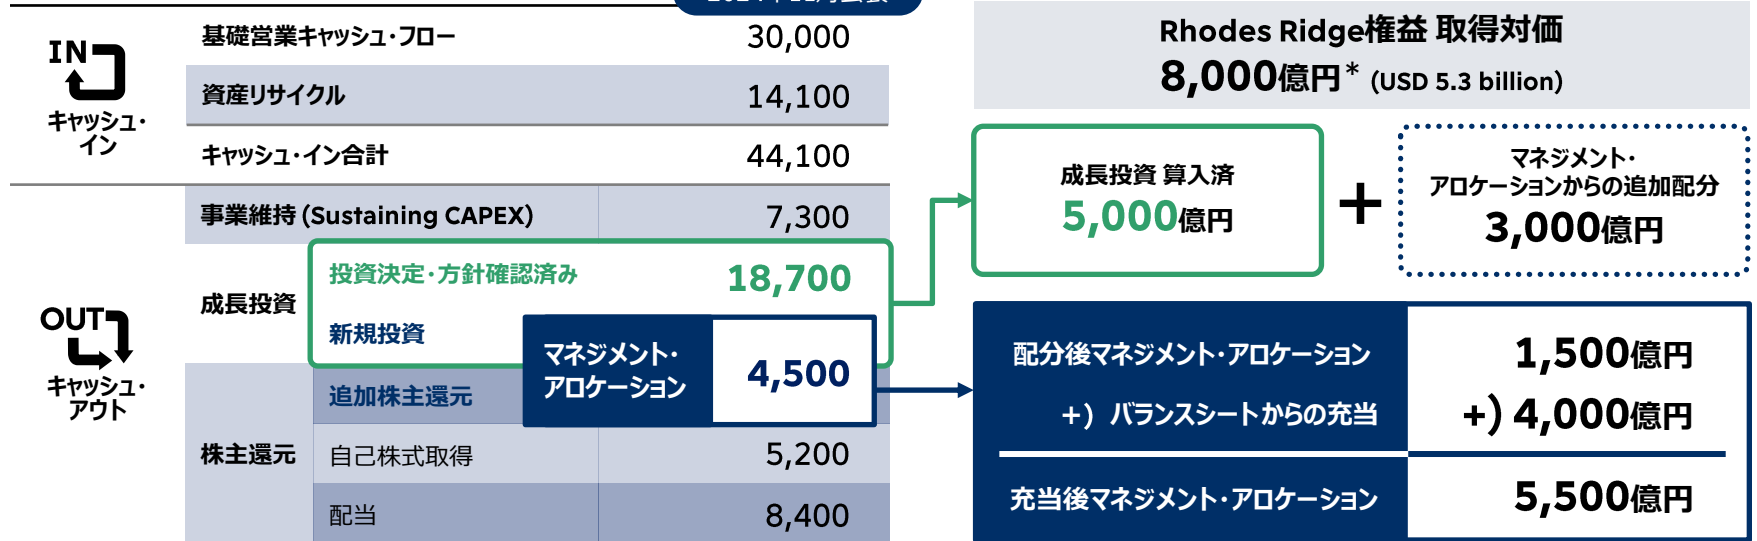 IN
キャッシュ・
イン
基礎営業キャッシュ・フロー 30,000
資産リサイクル 14,100
キャッシュ・イン合計 44,100
OUT
キャッシュ・
アウト
事業維持(Sustaining CAPEX) 7,300
成長投資
投資決定・方針確認済み 18,700
新規投資
マネジメント・
アロケーション
4,500
追加株主還元
株主還元
自己株式取得 5,200
配当 8,400
Rhodes Ridge権益 取得対価
8,000億円* (USD 5.3 billion)
成長投資 算入済
5,000億円
+
マネジメント・
アロケーションからの追加配分
3,000億円
配分後マネジメント・アロケーション 1,500億円
+) バランスシートからの充当 +) 4,000億円
充当後マネジメント・アロケーション 5,500億円